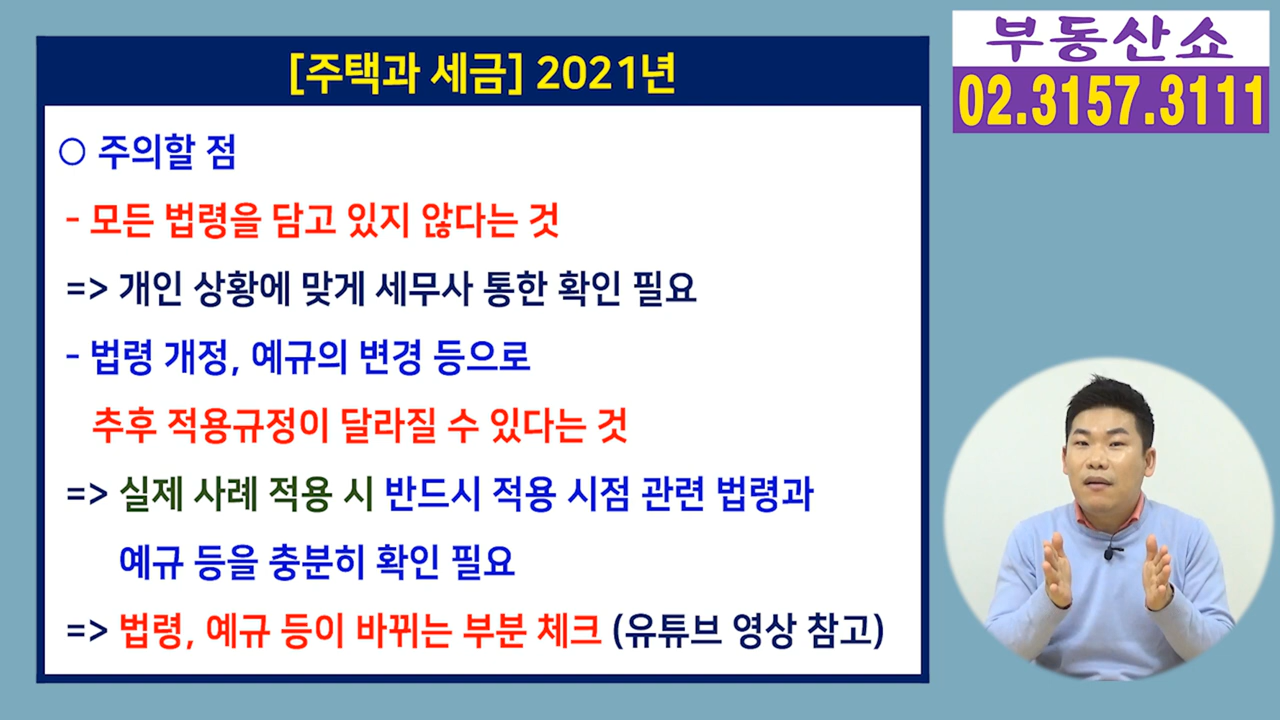 [주택과 세금] 2021년
○ 주의할 점
- 모든 법령을 담고 있지 않다는 것
=> 개인 상황에 맞게 세무사 통한 확인 필요
- 법령 개정, 예규의 변경 등으로
추후 적용규정이 달라질 수 있다는 것
=> 실제 사례 적용 시 반드시 적용 시점 관련 법령과
예규 등을 충분히 확인 필요
=> 법령, 예규 등이 바뀌는 부분 체크 (유튜브 영상 참고)
부동산쇼
02.3157.3111